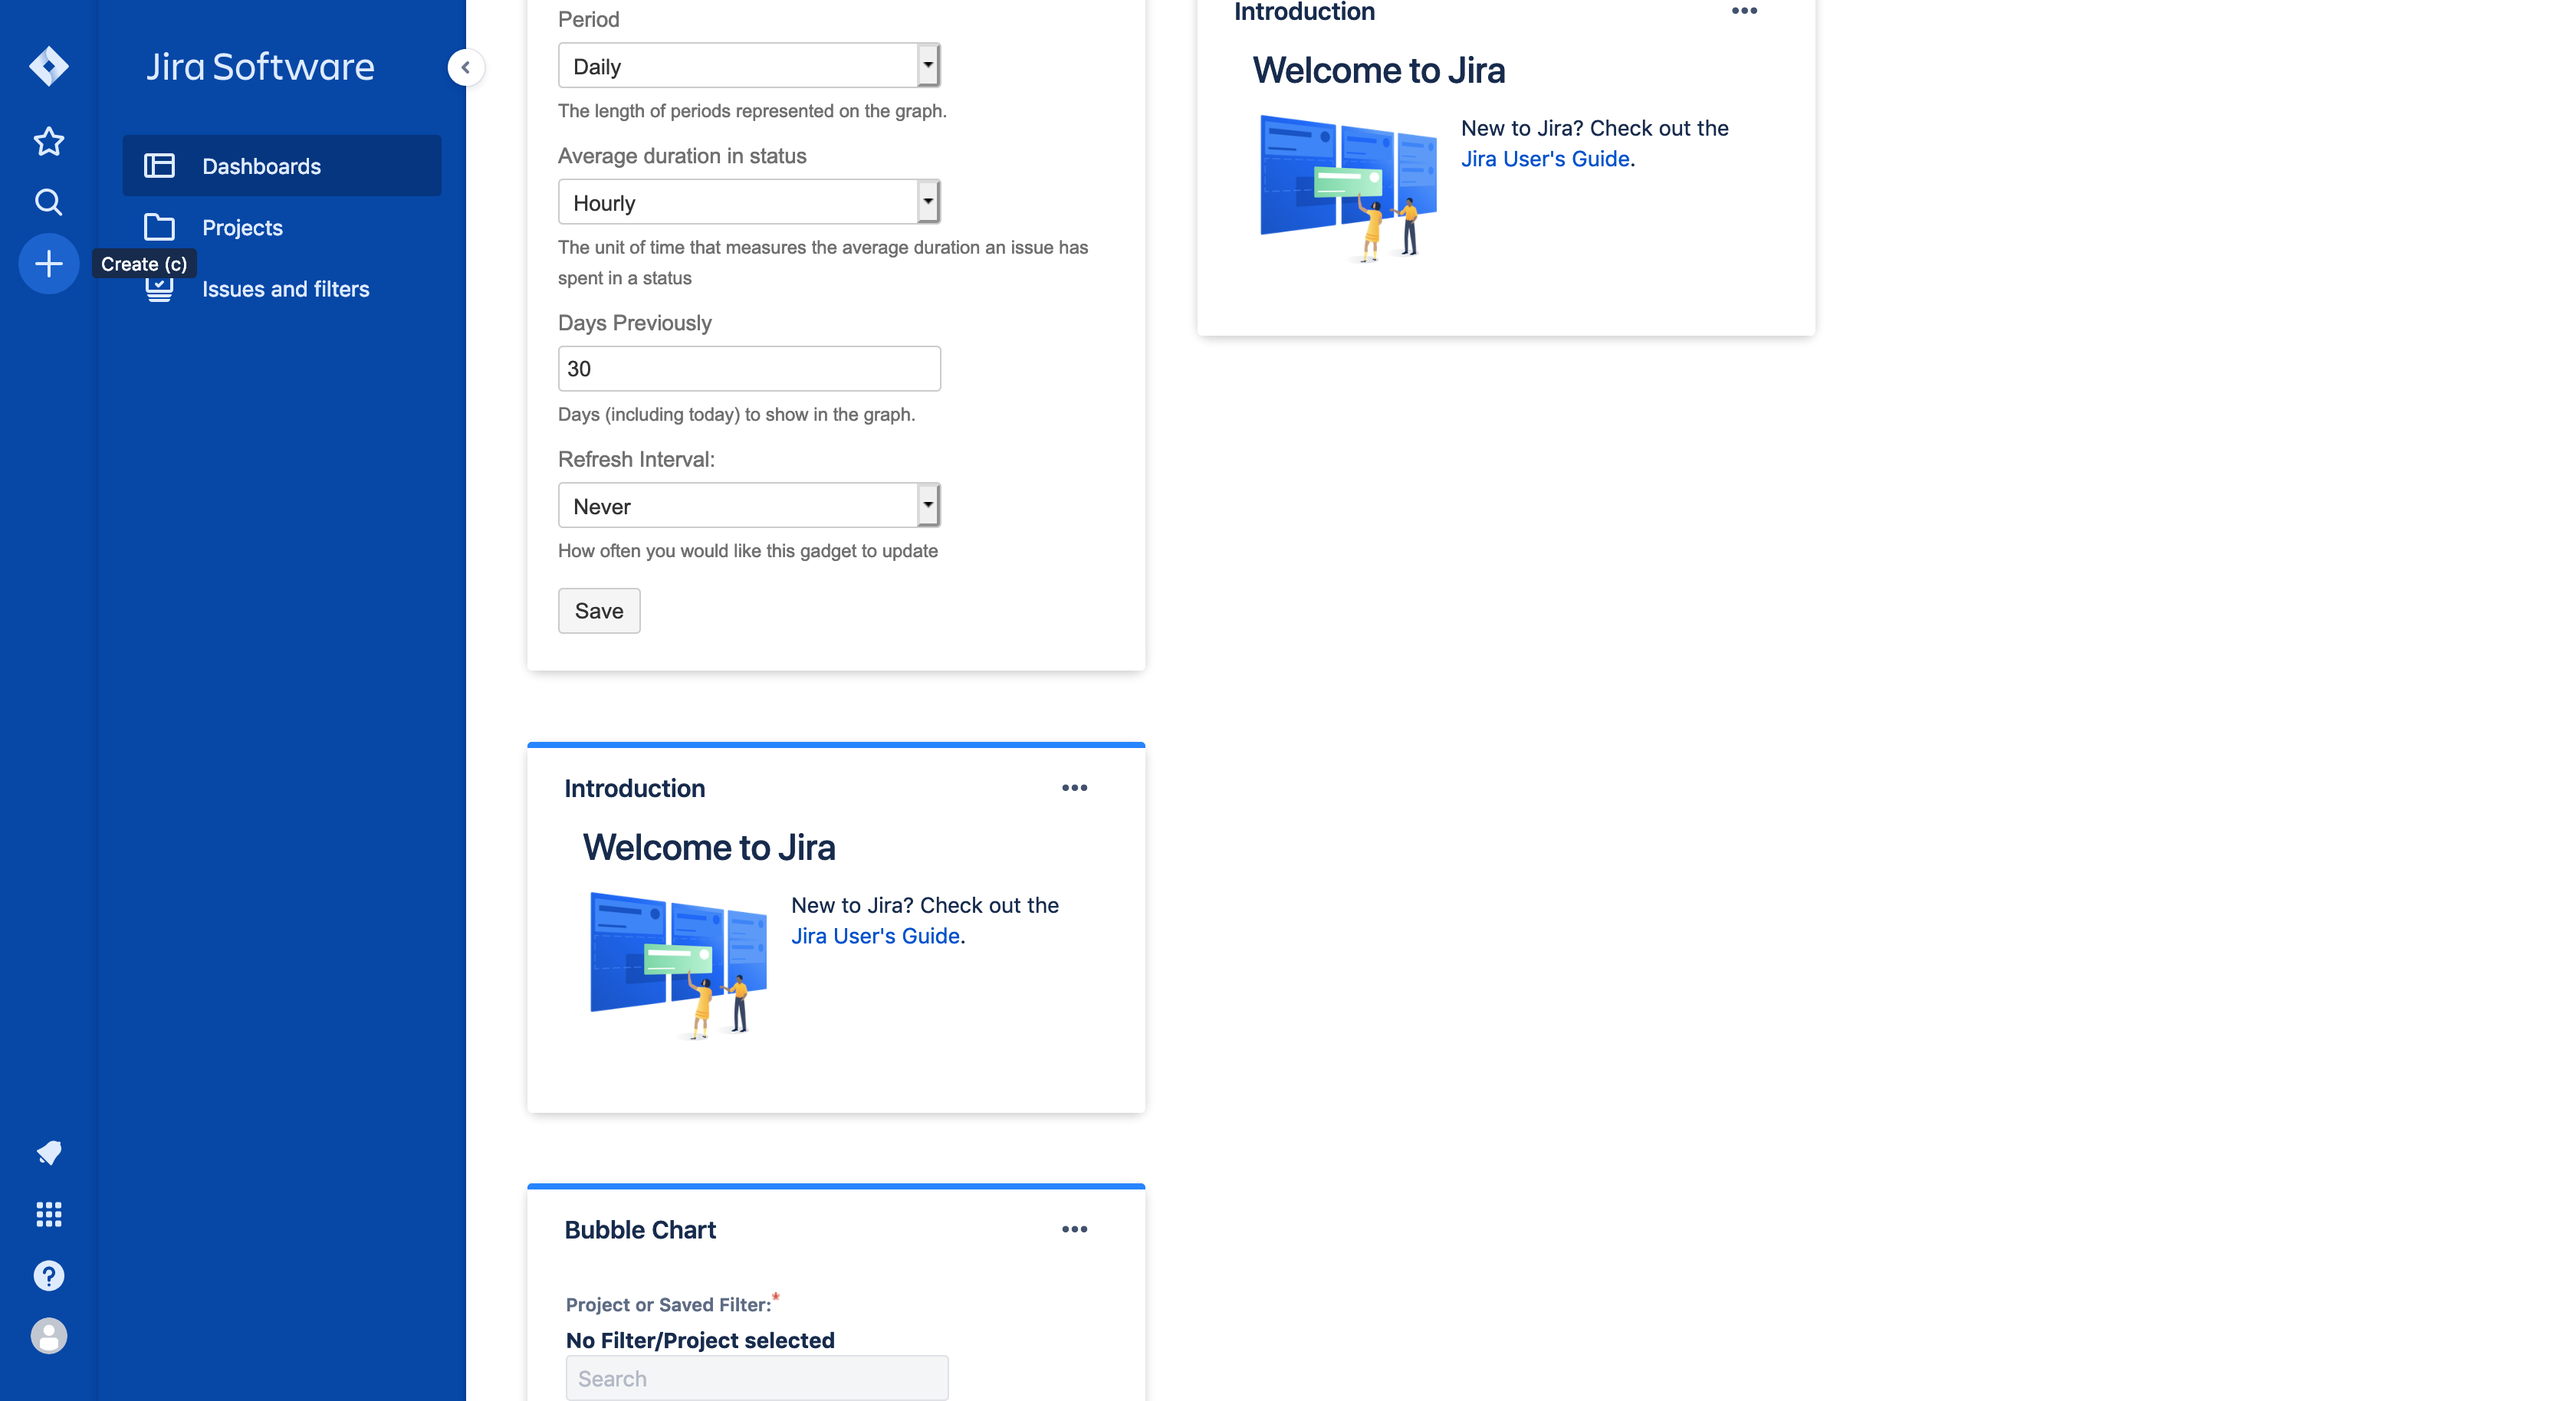 Jira Software
Dashboards
Projects
Create (c)
Issues and filters
Period
Daily
The length of periods represented on the graph.
Average duration in status
Hourly
The unit of time that measures the average duration an issue has
spent in a status
Days Previously
30
Days (including today) to show in the graph.
Refresh Interval:
Never
How often you would like this gadget to update
Save
Introduction
Welcome to Jira
New to Jira? Check out the
Jira User's Guide.
Introduction
Welcome to Jira
New to Jira? Check out the
Jira User's Guide.
Bubble Chart
Project or Saved Filter:*
No Filter/Project selected
Search